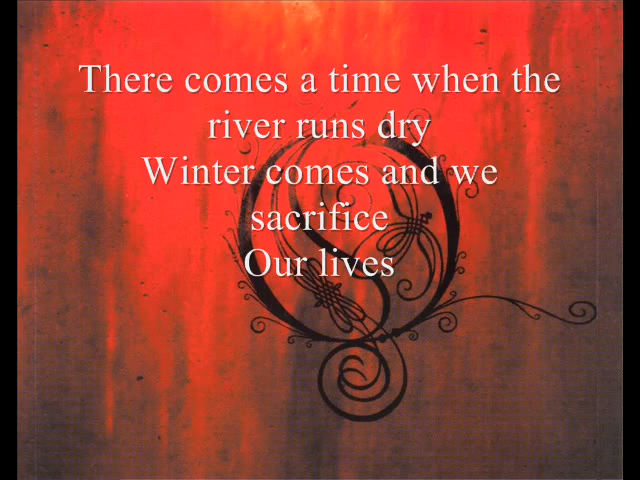 There comes a time when the
river runs dry
Winter comes and we
sacrifice
Our lives